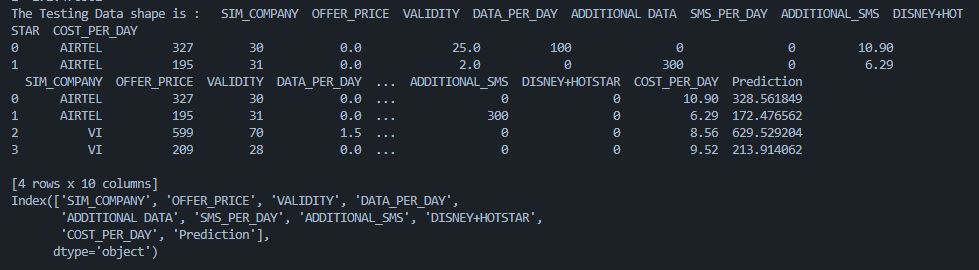 The Testing Data shape is :   SIM_COMPANY  OFFER_PRICE  VALIDITY  DATA_PER_DAY  ADDITIONAL DATA  SMS_PER_DAY  ADDITIONAL_SMS  DISNEY+HOT
STAR  COST_PER_DAY
0      AIRTEL          327        30           0.0             25.0          100               0               0         10.90
1      AIRTEL          195        31           0.0              2.0            0             300               0          6.29
  SIM_COMPANY  OFFER_PRICE  VALIDITY  DATA_PER_DAY  ...  ADDITIONAL_SMS  DISNEY+HOTSTAR  COST_PER_DAY  Prediction
0      AIRTEL          327        30           0.0  ...               0               0         10.90  328.561849
1      AIRTEL          195        31           0.0  ...             300               0          6.29  172.476562
2          VI          599        70           1.5  ...               0               0          8.56  629.529204
3          VI          209        28           0.0  ...               0               0          9.52  213.914062
[4 rows x 10 columns]
Index(['SIM_COMPANY', 'OFFER_PRICE', 'VALIDITY', 'DATA_PER_DAY',
       'ADDITIONAL DATA', 'SMS_PER_DAY', 'ADDITIONAL_SMS', 'DISNEY+HOTSTAR',
       'COST_PER_DAY', 'Prediction'],
      dtype='object')